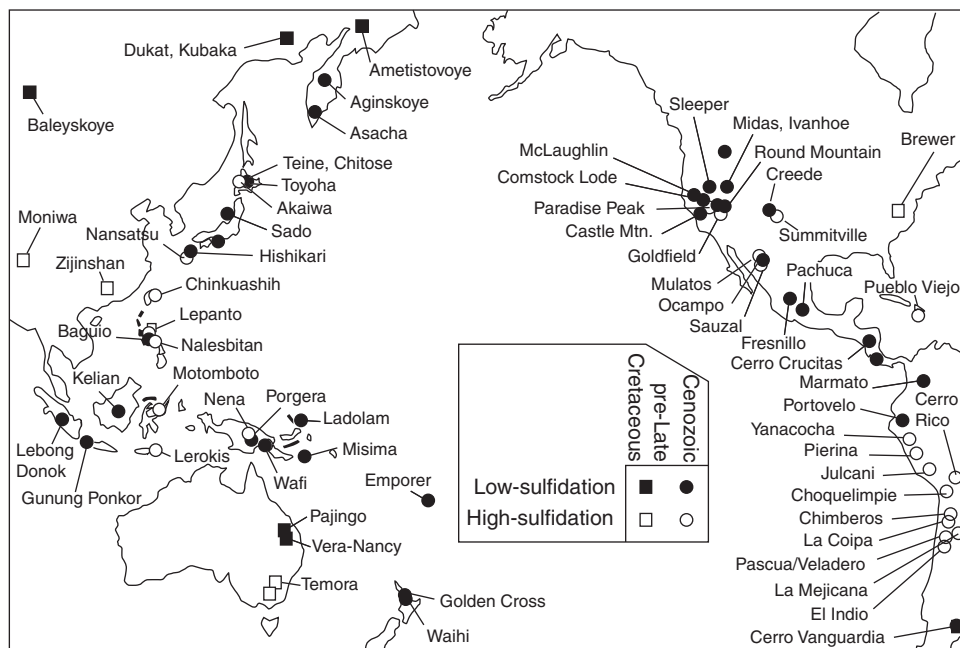 Dukat, Kubaka
Ametistovoye
Aginskoye
Baleyskoye
Asacha
Sleeper
Midas, Ivanhoe
Brewer
McLaughlin
Round Mountain
Teine, Chitose
Comstock Lode
Creede
Toyoha
Akaiwa
Paradise Peak
Moniwa
Sado
Castle Mtn.
Summitville
Nansatsu
Hishikari
Goldfield
Zijinshan
Chinkuashih
Mulatos
Pachuca
Pueblo Viejo
Ocampo
Lepanto
Sauzal
Baguio
Nalesbitan
Fresnillo
Cerro Crucitas
Kelian
Motomboto
Marmato
Cerro
Rico
Nena
Porgera
Ladolam
Portovelo
Lebong
Donok
Lerokis
Wafi
Misima
Yanacocha
Pierina
Gunung Ponkor
Emporer
Julcani
Choquelimpie
Pajingo
Chimberos
Vera-Nancy
La Coipa
Pascua/Veladero
Temora
La Mejicana
El Indio
Golden Cross
Waihi
Cerro Vanguardia
Cenozoic
pre-Late
Cretaceous
Low-sulfidation
High-sulfidation